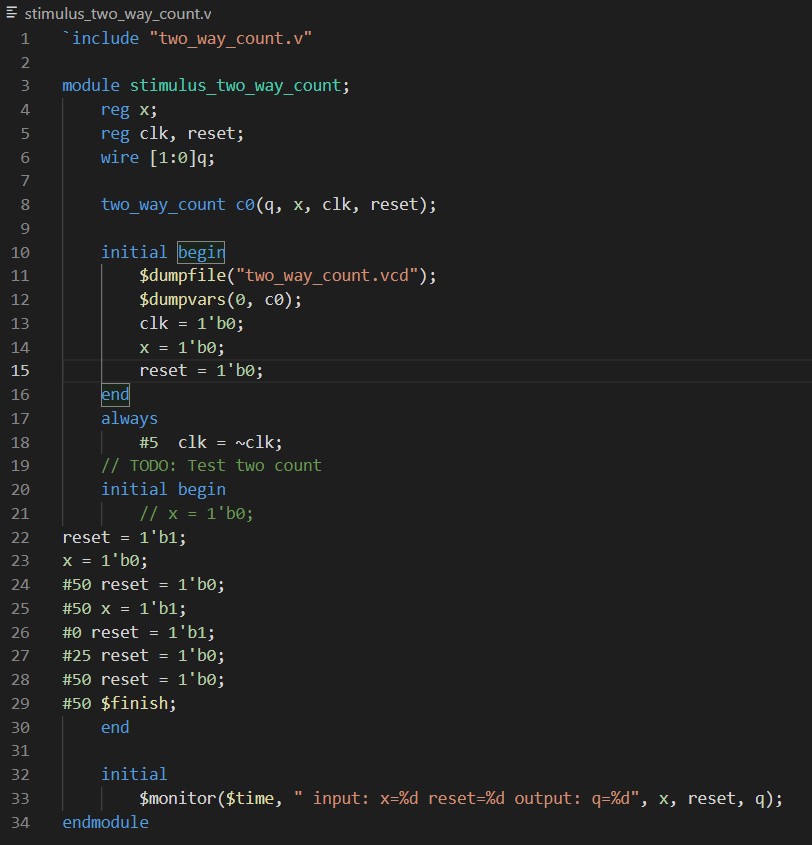 stimulus_two_way_count.v
1 `include "two_way_count.v"
2
3 module stimulus_two_way_count;
4 reg x;
5 reg clk, reset;
6 wire [1:0]q;
7
8 two_way_count c0(q, x, clk, reset);
9
10 initial begin
11 $dumpfile("two_way_count.vcd");
12 $dumpvars(0, c0);
13 clk = 1'b0;
14 x = 1'b0;
15 reset = 1'b0;
16 end
17 always
18 #5  clk = ~clk;
19 // TODO: Test two count
20 initial begin
21 // x = 1'b0;
22 reset = 1'b1;
23 x = 1'b0;
24 #50 reset = 1'b0;
25 #50 x = 1'b1;
26 #0 reset = 1'b1;
27 #25 reset = 1'b0;
28 #50 reset = 1'b0;
29 #50 $finish;
30 end
31
32 initial
33 $monitor($time, " input: x=%d reset=%d output: q=%d", x, reset, q);
34 endmodule